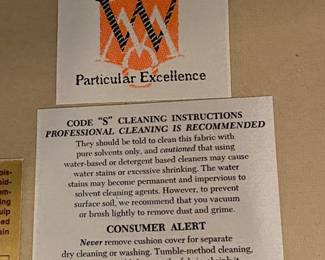 W
Particular Excellence
CODE "S" CLEANING INSTRUCTIONS
PROFESSIONAL CLEANING IS RECOMMENDED
They should be told to clean this fabric with
pure solvents only, and cautioned that using
water-based or detergent based cleaners may cause
water stains or excessive shrinking. The water
stains may become permanent and impervious to
solvent cleaning agents. However, to prevent
surface soil, we recommend that you vacuum
or brush lightly to remove dust and grime.
CONSUMER ALERT
Never remove cushion cover for separate
dry cleaning or washing. Tumble-method cleaning,